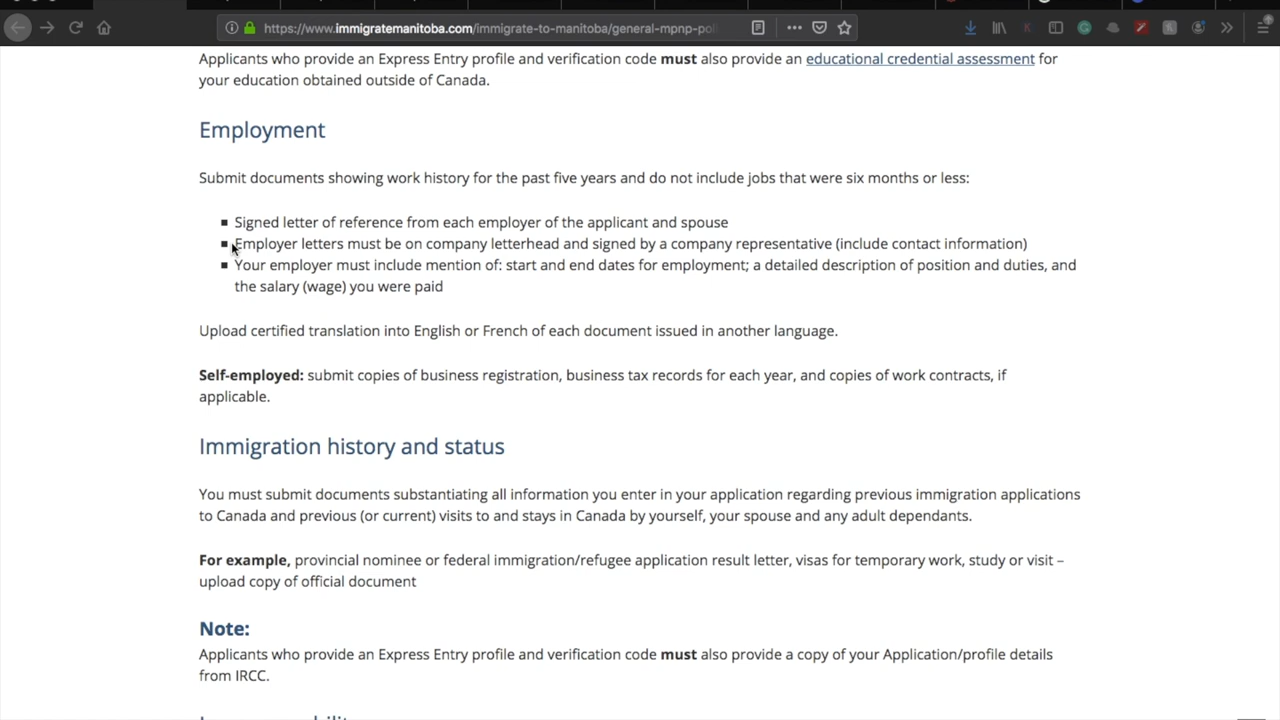 https://www.immigratemanitoba.com/immigrate-to-manitoba/general-mpnp-pol
Applicants who provide an Express Entry profile and verification code must also provide an educational credential assessment for
your education obtained outside of Canada.
Employment
Submit documents showing work history for the past five years and do not include jobs that were six months or less:
Signed letter of reference from each employer of the applicant and spouse
Employer letters must be on company letterhead and signed by a company representative (include contact information)
Your employer must include mention of: start and end dates for employment; a detailed description of position and duties, and
the salary (wage) you were paid
Upload certified translation into English or French of each document issued in another language.
Self-employed: submit copies of business registration, business tax records for each year, and copies of work contracts, if
applicable.
Immigration history and status
You must submit documents substantiating all information you enter in your application regarding previous immigration applications
to Canada and previous (or current) visits to and stays in Canada by yourself, your spouse and any adult dependants.
For example, provincial nominee or federal immigration/refugee application result letter, visas for temporary work, study or visit –
upload copy of official document
Note:
Applicants who provide an Express Entry profile and verification code must also provide a copy of your Application/profile details
from IRCC.